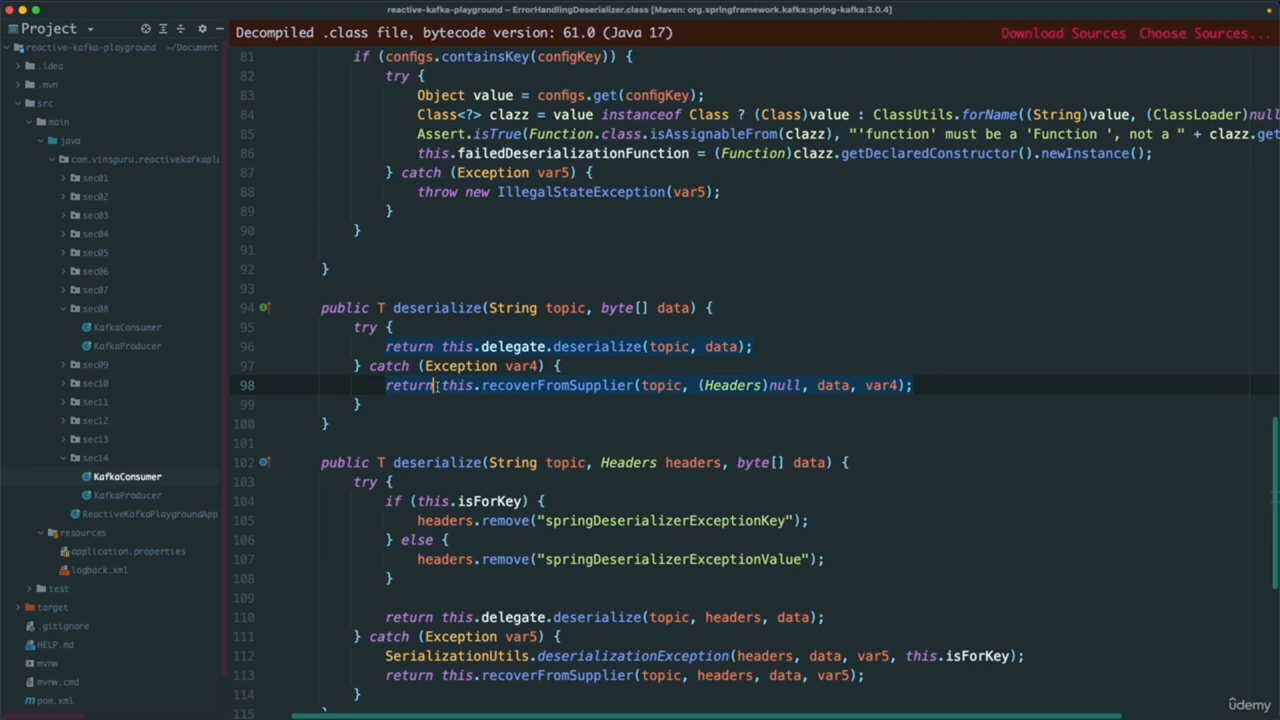 reactive-kafka-playground – ErrorHandlingDeserializer.class [Maven: org.springframework.kafka:spring-kafka:3.0.4]
Project
Decompiled .class file, bytecode version: 61.0 (Java 17)
Download Sources
Choose Sources...
reactive-kafka-playground ~/Document
.idea
.mvn
src
main
java
com.vinsguru.reactivekafkapla
sec01
sec02
sec03
sec04
sec05
sec06
sec07
sec08
KafkaConsumer
KafkaProducer
sec09
sec10
sec11
sec12
sec13
sec14
KafkaConsumer
KafkaProducer
ReactiveKafkaPlaygroundApp
resources
application.properties
logback.xml
test
target
.gitignore
HELP.md
mvnw
mvnw.cmd
pom.xml
81 if (configs.containsKey(configKey)) {
82 try {
83 Object value = configs.get(configKey);
84 Class<?> clazz = value instanceof Class ? (Class)value : ClassUtils.forName((String)value, (ClassLoader)null
85 Assert.isTrue(Function.class.isAssignableFrom(clazz), "'function' must be a 'Function ', not a " + clazz.ge
86 this.failedDeserializationFunction = (Function)clazz.getDeclaredConstructor().newInstance();
87 } catch (Exception var5) {
88 throw new IllegalStateException(var5);
89 }
90 }
91
92 }
93
94 public T deserialize(String topic, byte[] data) {
95 try {
96 return this.delegate.deserialize(topic, data);
97 } catch (Exception var4) {
98 return this.recoverFromSupplier(topic, (Headers)null, data, var4);
99 }
100 }
101
102 public T deserialize(String topic, Headers headers, byte[] data) {
103 try {
104 if (this.isForKey) {
105 headers.remove("springDeserializerExceptionKey");
106 } else {
107 headers.remove("springDeserializerExceptionValue");
108 }
109
110 return this.delegate.deserialize(topic, headers, data);
111 } catch (Exception var5) {
112 SerializationUtils.deserializationException(headers, data, var5, this.isForKey);
113 return this.recoverFromSupplier(topic, headers, data, var5);
114 }
115
ûdemy